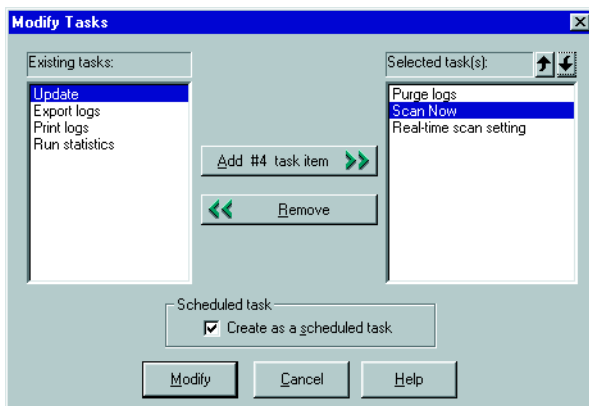 Modify Tasks
Existing tasks:
Selected task(s):
Update
Export logs
Print logs
Run statistics
Purge logs
Scan Now
Real-time scan setting
Add #4 task item
Remove
Scheduled task
Create as a scheduled task
Modify
Cancel
Help